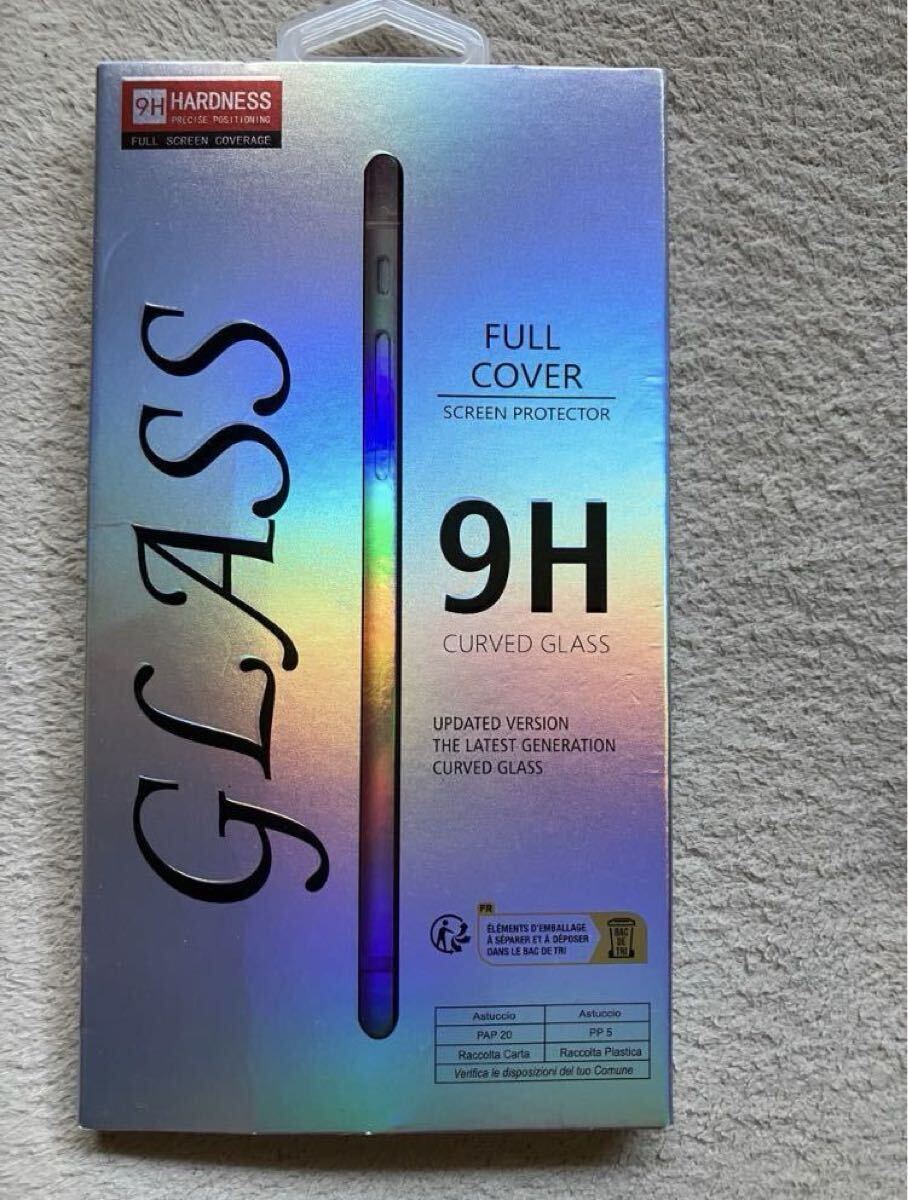 9H HARDNESS
PRECISE POSITIONING
FULL SCREEN COVERAGE
GLASS
FULL
COVER
SCREEN PROTECTOR
9H
CURVED GLASS
UPDATED VERSION
THE LATEST GENERATION
CURVED GLASS
FR
ÉLÉMENTS D'EMBALLAGE
À SÉPARER ET À DÉPOSER
DANS LE BAC DE TRI
BAC
DE
TRI
Astuccio Astuccio
PAP 20 PP 5
Raccolta Carta Raccolta Plastica
Verifica le disposizioni del tuo Comune